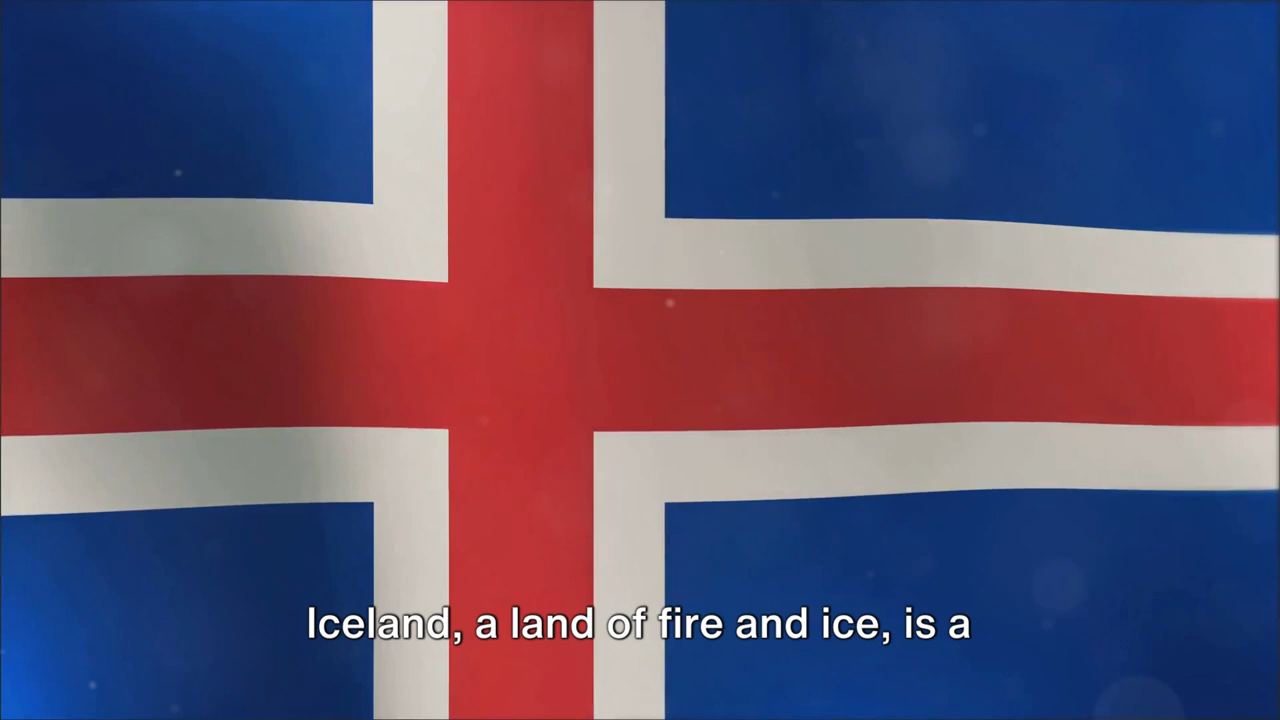 Iceland, a land of fire and ice, is a